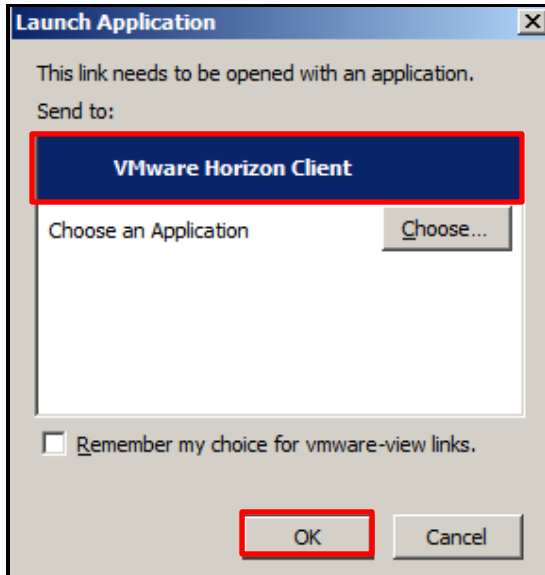 Launch Application
This link needs to be opened with an application.
Send to:
VMware Horizon Client
Choose an Application
Choose...
Remember my choice for vmware-view links.
OK
Cancel